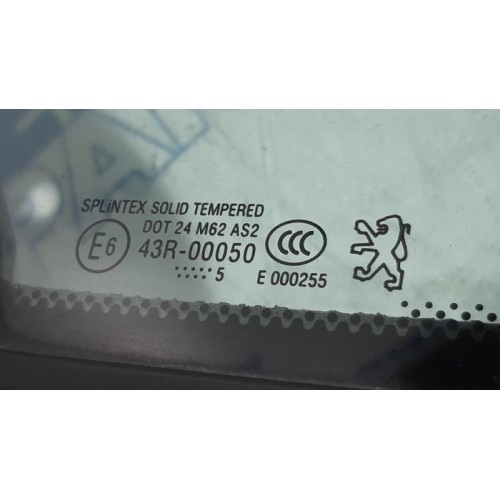 SPLiNTEX SOLID TEMPERED
DOT 24 M62 AS2
E6 43R-00050
CCC
5
E 000255